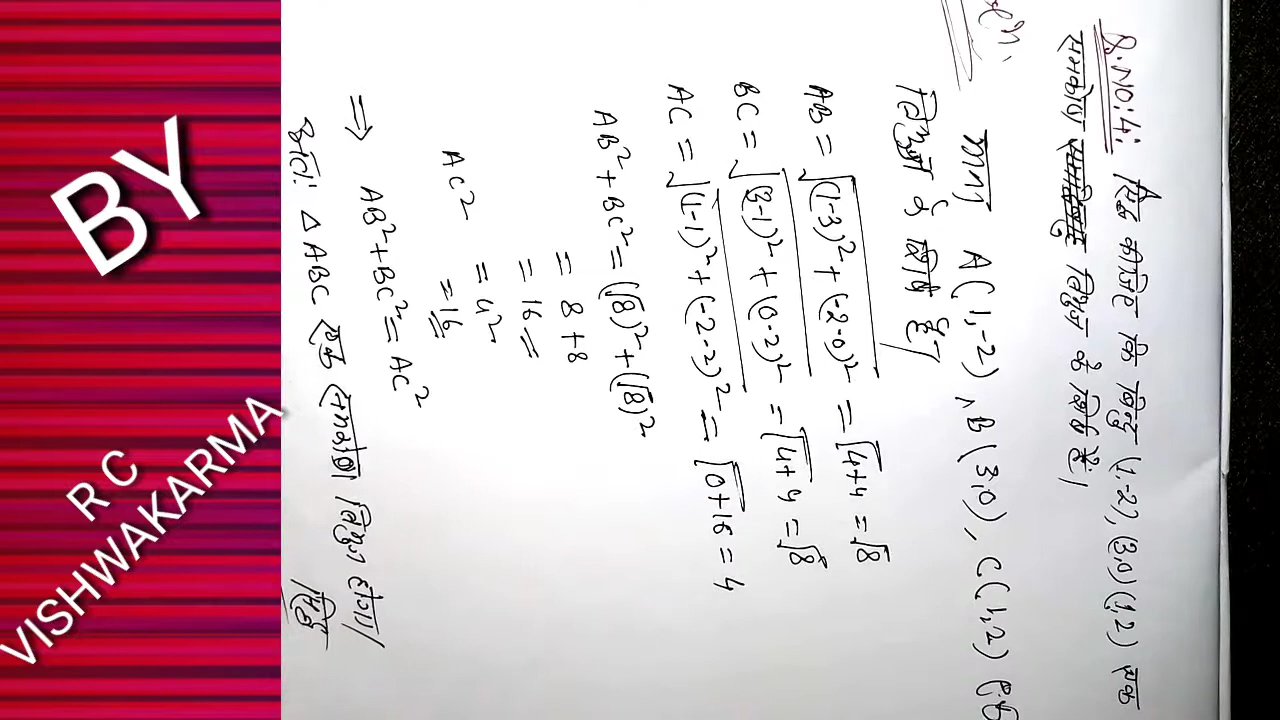 BY
R C
VISHWAKARMA
Q.NO:4: सिद्ध कीजिए कि बिन्दु (1,-2), (3,0) (1,2) एक
समकोण त्रिभुज के शीर्ष हैं।
माना A(1,-2), B(3,0), C(1,2) एक
त्रिभुज के शीर्ष हैं।
AB = √(1-3)² + (-2-0)² = √4+4 = √8
BC = √(3-1)² + (0-2)² = √4+4 = √8
AC = √(1-1)² + (-2-2)² = √0+16 = 4
AB² + BC² = (√8)² + (√8)²
= 8+8
= 16 =
AC² = 4²
= 16
⇒ AB² + BC² = AC²
अतः Δ ABC एक समकोण त्रिभुज होगा।
सिद्ध